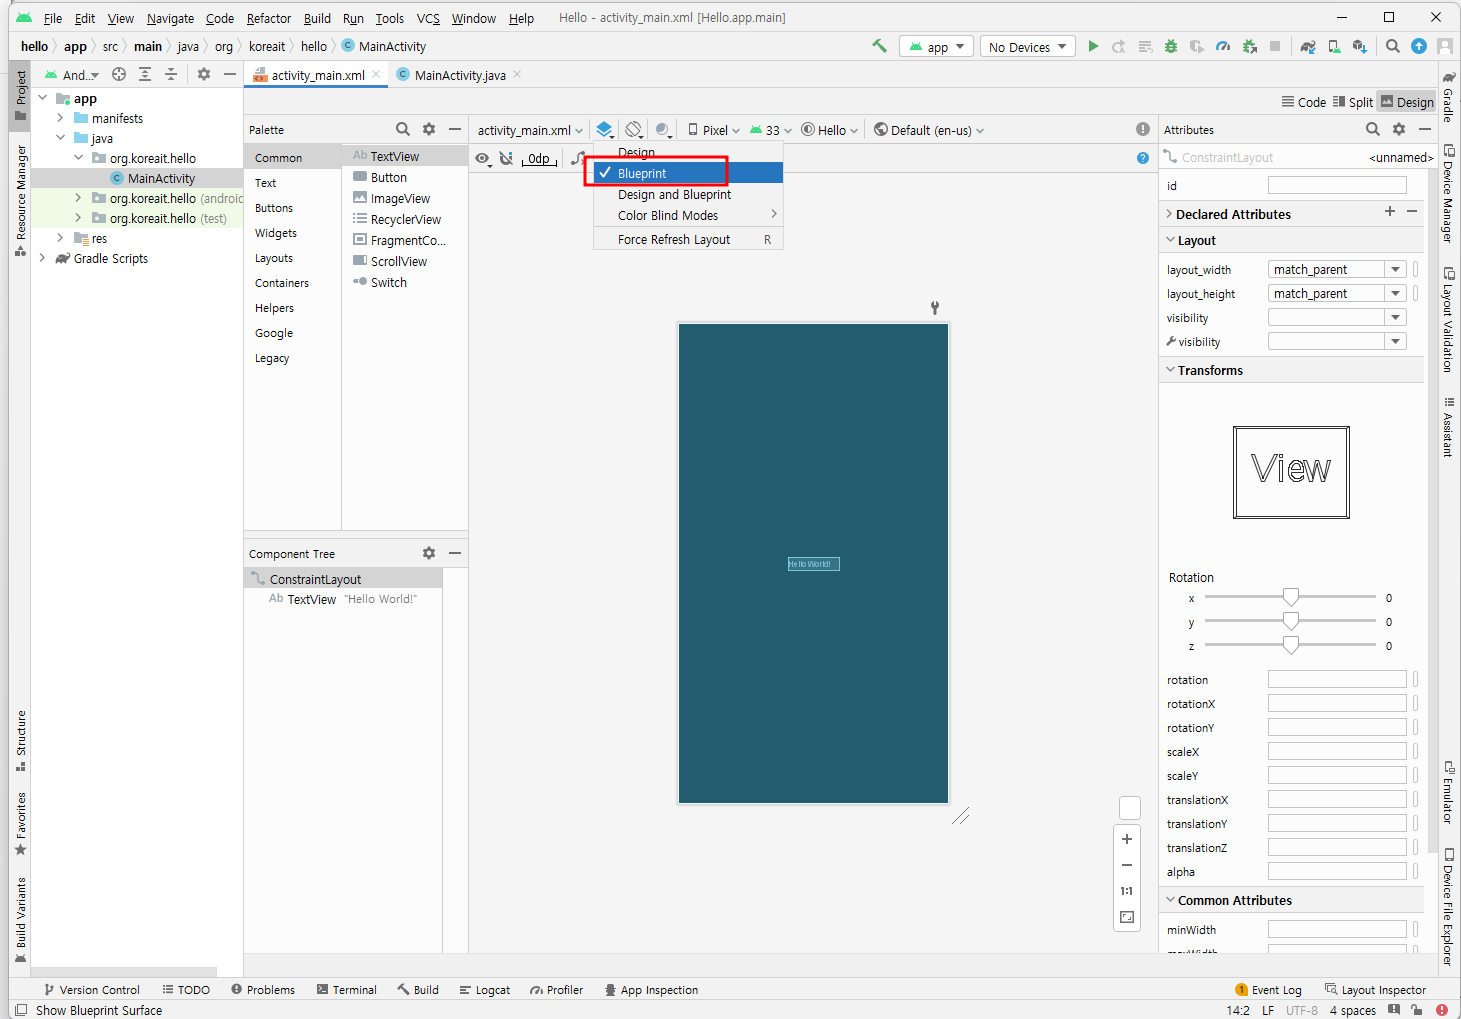 File Edit View Navigate Code Refactor Build Run Tools VCS Window Help Hello - activity_main.xml [Hello.app.main]
hello app src main java org koreait hello MainActivity
app No Devices
And...
activity_main.xml MainActivity.java
Code Split Design
Project
Resource Manager
Structure
Favorites
Build Variants
app
manifests
java
org.koreait.hello
MainActivity
org.koreait.hello (androic
org.koreait.hello (test)
res
Gradle Scripts
Palette
Common
Text
Buttons
Widgets
Layouts
Containers
Helpers
Google
Legacy
Ab TextView
Button
ImageView
RecyclerView
FragmentCo...
ScrollView
Switch
Component Tree
ConstraintLayout
Ab TextView "Hello World!"
activity_main.xml Pixel 33 Hello Default (en-us)
0dp
Design
Blueprint
Design and Blueprint
Color Blind Modes
Force Refresh Layout R
Hello World!
1:1
Attributes
ConstraintLayout <unnamed>
id
Declared Attributes
Layout
layout_width match_parent
layout_height match_parent
visibility
visibility
Transforms
View
Rotation
x 0
y 0
z 0
rotation
rotationX
rotationY
scaleX
scaleY
translationX
translationY
translationZ
alpha
Common Attributes
minWidth
maxWidth
Gradle
Device Manager
Layout Validation
Assistant
Emulator
Device File Explorer
Version Control TODO Problems Terminal Build Logcat Profiler App Inspection 1 Event Log Layout Inspector
Show Blueprint Surface 14:2 LF UTF-8 4 spaces